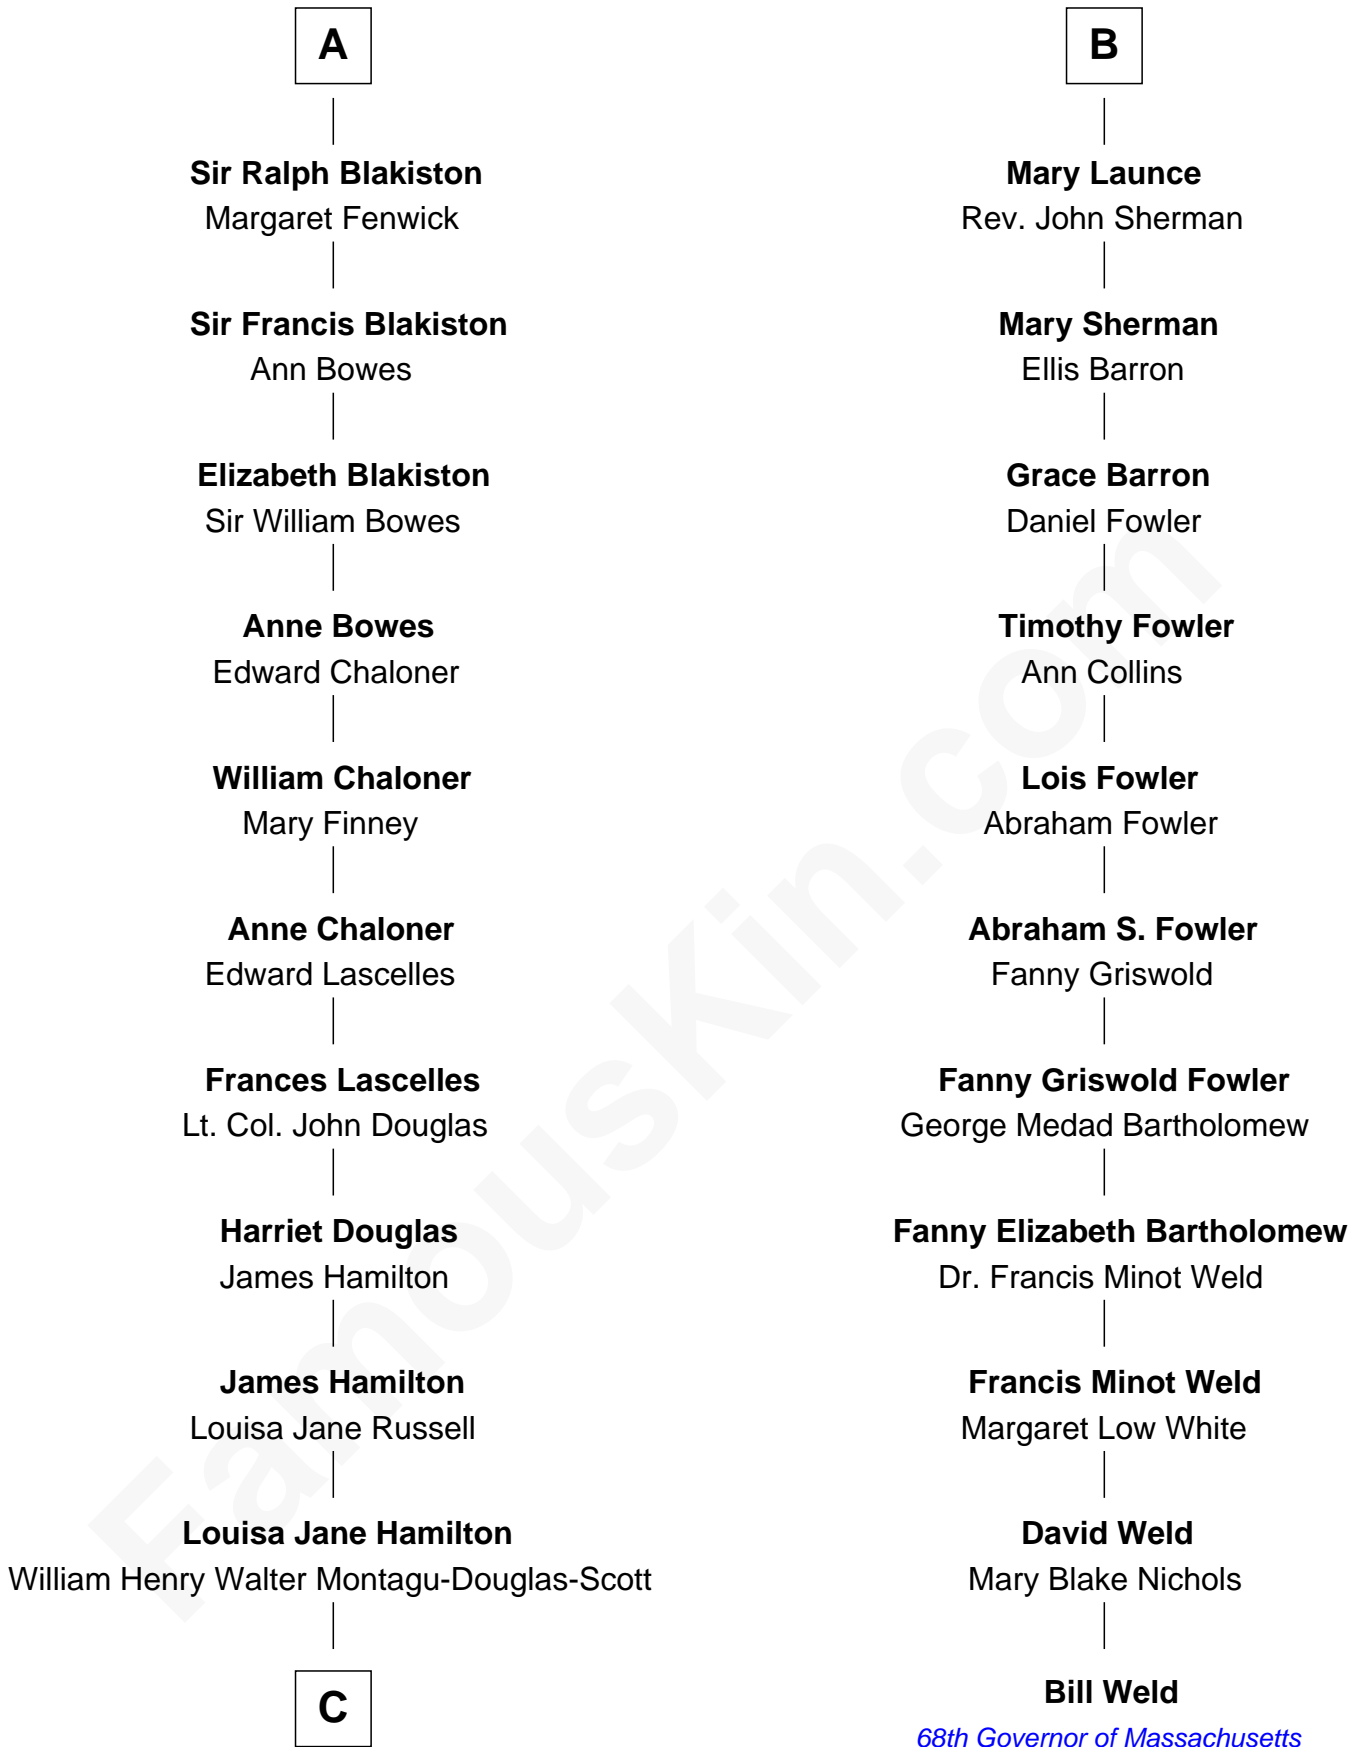 A
Sir Ralph Blakiston
Margaret Fenwick
Sir Francis Blakiston
Ann Bowes
Elizabeth Blakiston
Sir William Bowes
Anne Bowes
Edward Chaloner
William Chaloner
Mary Finney
Anne Chaloner
Edward Lascelles
Frances Lascelles
Lt. Col. John Douglas
Harriet Douglas
James Hamilton
James Hamilton
Louisa Jane Russell
Louisa Jane Hamilton
William Henry Walter Montagu-Douglas-Scott
C
B
Mary Launce
Rev. John Sherman
Mary Sherman
Ellis Barron
Grace Barron
Daniel Fowler
Timothy Fowler
Ann Collins
Lois Fowler
Abraham Fowler
Abraham S. Fowler
Fanny Griswold
Fanny Griswold Fowler
George Medad Bartholomew
Fanny Elizabeth Bartholomew
Dr. Francis Minot Weld
Francis Minot Weld
Margaret Low White
David Weld
Mary Blake Nichols
Bill Weld
68th Governor of Massachusetts
FamousKin.com